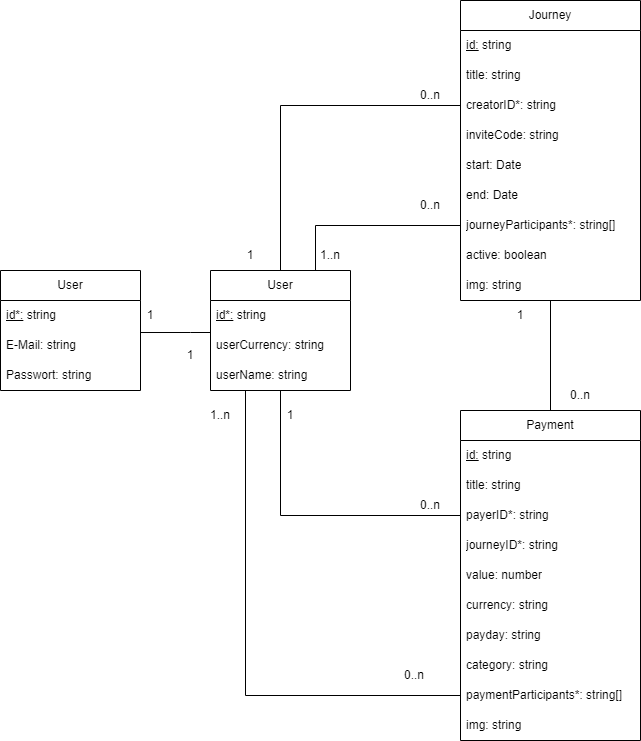 Journey
id: string
title: string
creatorID*: string
inviteCode: string
start: Date
end: Date
journeyParticipants*: string[]
active: boolean
img: string
0..n
0..n
1
1..n
User
id*: string
E-Mail: string
Passwort: string
1
1
User
id*: string
userCurrency: string
userName: string
1
0..n
1..n
1
0..n
0..n
Payment
id: string
title: string
payerID*: string
journeyID*: string
value: number
currency: string
payday: string
category: string
paymentParticipants*: string[]
img: string